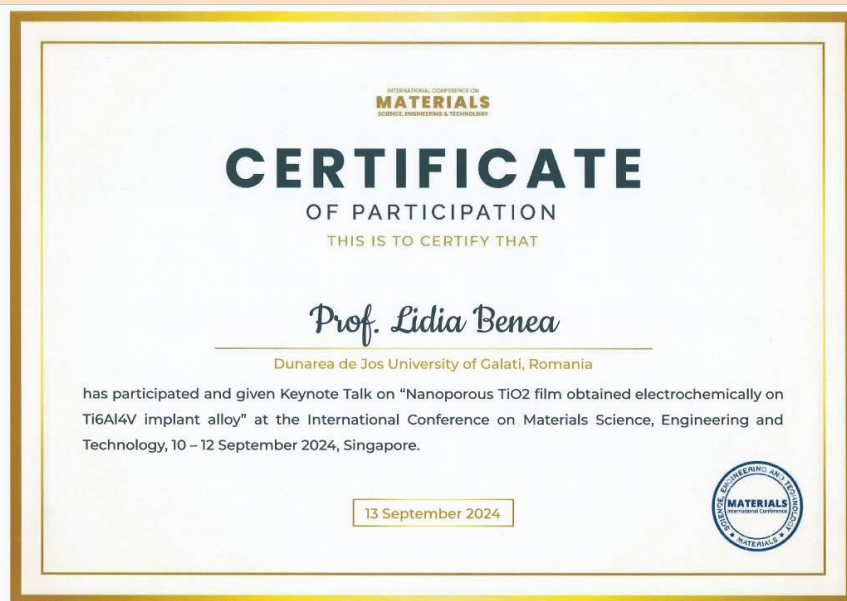 INTERNATIONAL CONFERENCE ON
MATERIALS
SCIENCE, ENGINEERING & TECHNOLOGY
CERTIFICATE
OF PARTICIPATION
THIS IS TO CERTIFY THAT
Prof. Lidia Benea
Dunarea de Jos University of Galati, Romania
has participated and given Keynote Talk on “Nanoporous TiO2 film obtained electrochemically on
Ti6Al4V implant alloy” at the International Conference on Materials Science, Engineering and
Technology, 10 – 12 September 2024, Singapore.
13 September 2024
SCIENCE, ENGINEERING AND TECHNOLOGY
MATERIALS
International Conference
MATERIALS